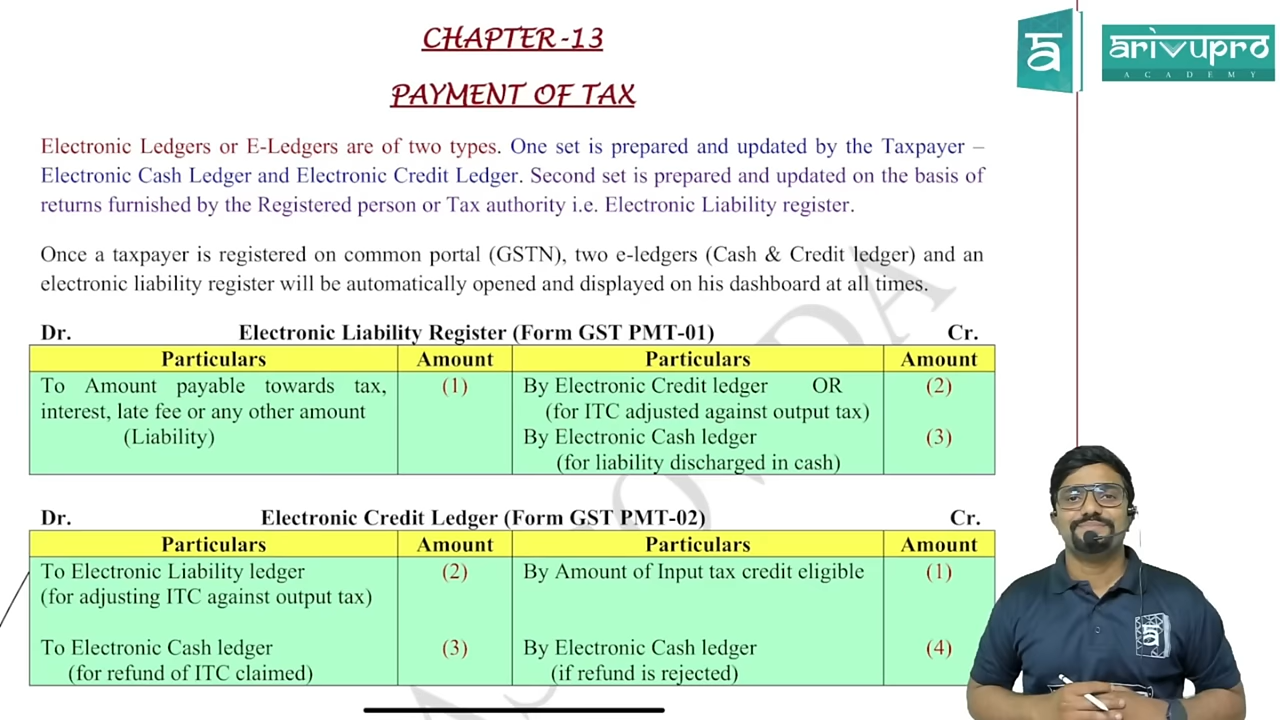 CHAPTER-13
PAYMENT OF TAX
arivupro
ACADEMY
Electronic Ledgers or E-Ledgers are of two types. One set is prepared and updated by the Taxpayer –
Electronic Cash Ledger and Electronic Credit Ledger. Second set is prepared and updated on the basis of
returns furnished by the Registered person or Tax authority i.e. Electronic Liability register.
Once a taxpayer is registered on common portal (GSTN), two e-ledgers (Cash & Credit ledger) and an
electronic liability register will be automatically opened and displayed on his dashboard at all times.
Dr. Electronic Liability Register (Form GST PMT-01) Cr.
Particulars Amount Particulars Amount
To Amount payable towards tax, (1) By Electronic Credit ledger OR (2)
interest, late fee or any other amount (for ITC adjusted against output tax)
(Liability) By Electronic Cash ledger (3)
(for liability discharged in cash)
Dr. Electronic Credit Ledger (Form GST PMT-02) Cr.
Particulars Amount Particulars Amount
To Electronic Liability ledger (2) By Amount of Input tax credit eligible (1)
(for adjusting ITC against output tax)
To Electronic Cash ledger (3) By Electronic Cash ledger (4)
(for refund of ITC claimed) (if refund is rejected)